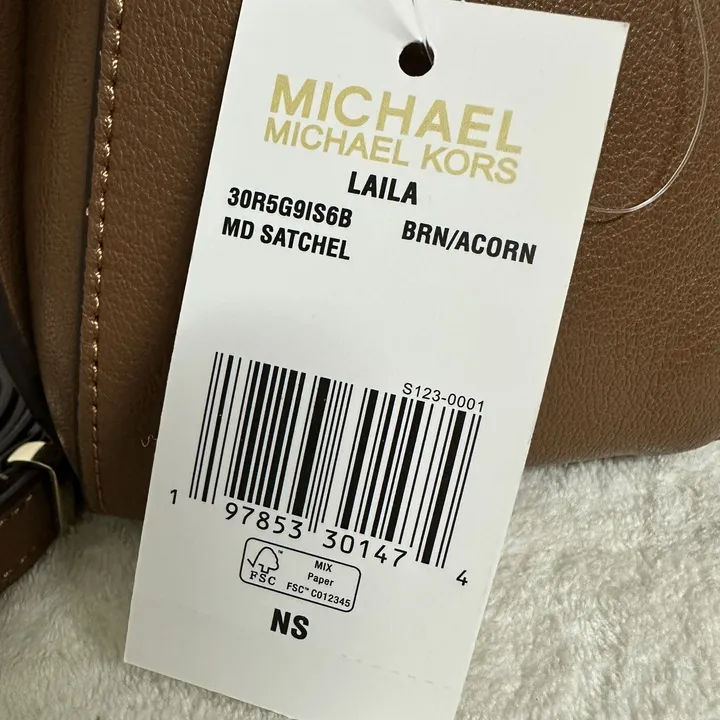 MICHAEL
MICHAEL KORS
LAILA
30R5G9IS6B
MD SATCHEL
BRN/ACORN
S123-0001
1 97853 30147 4
FSC™
MIX
Paper
FSC™ C012345
NS